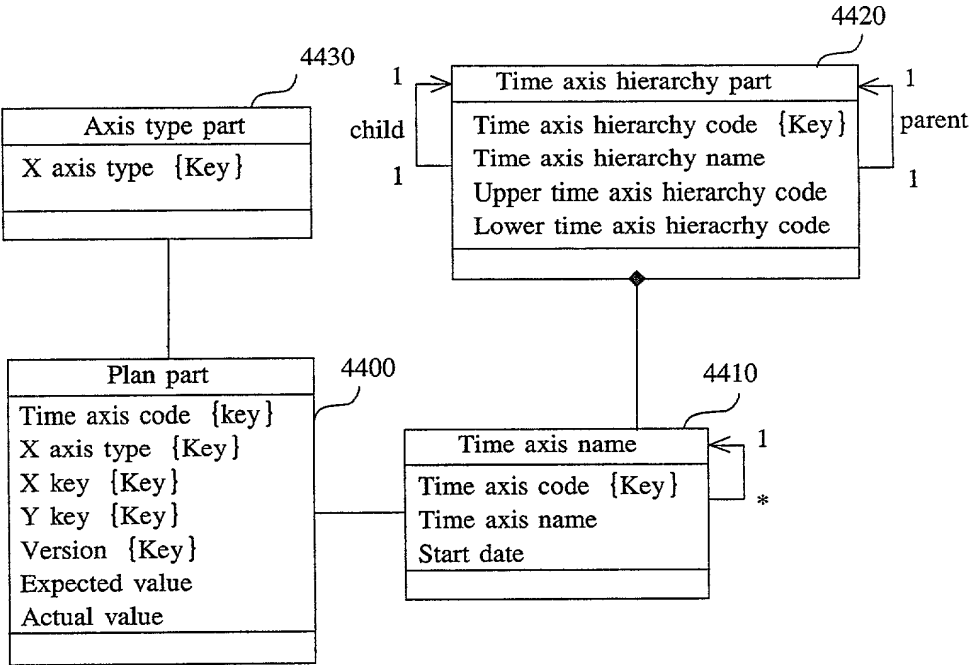 4430
Axis type part
X axis type {Key}
4420
Time axis hierarchy part
Time axis hierarchy code {Key}
Time axis hierarchy name
Upper time axis hierarchy code
Lower time axis hieracrhy code
1
child
1
1
parent
1
4400
Plan part
Time axis code {key}
X axis type {Key}
X key {Key}
Y key {Key}
Version {Key}
Expected value
Actual value
4410
Time axis name
Time axis code {Key}
Time axis name
Start date
1
*